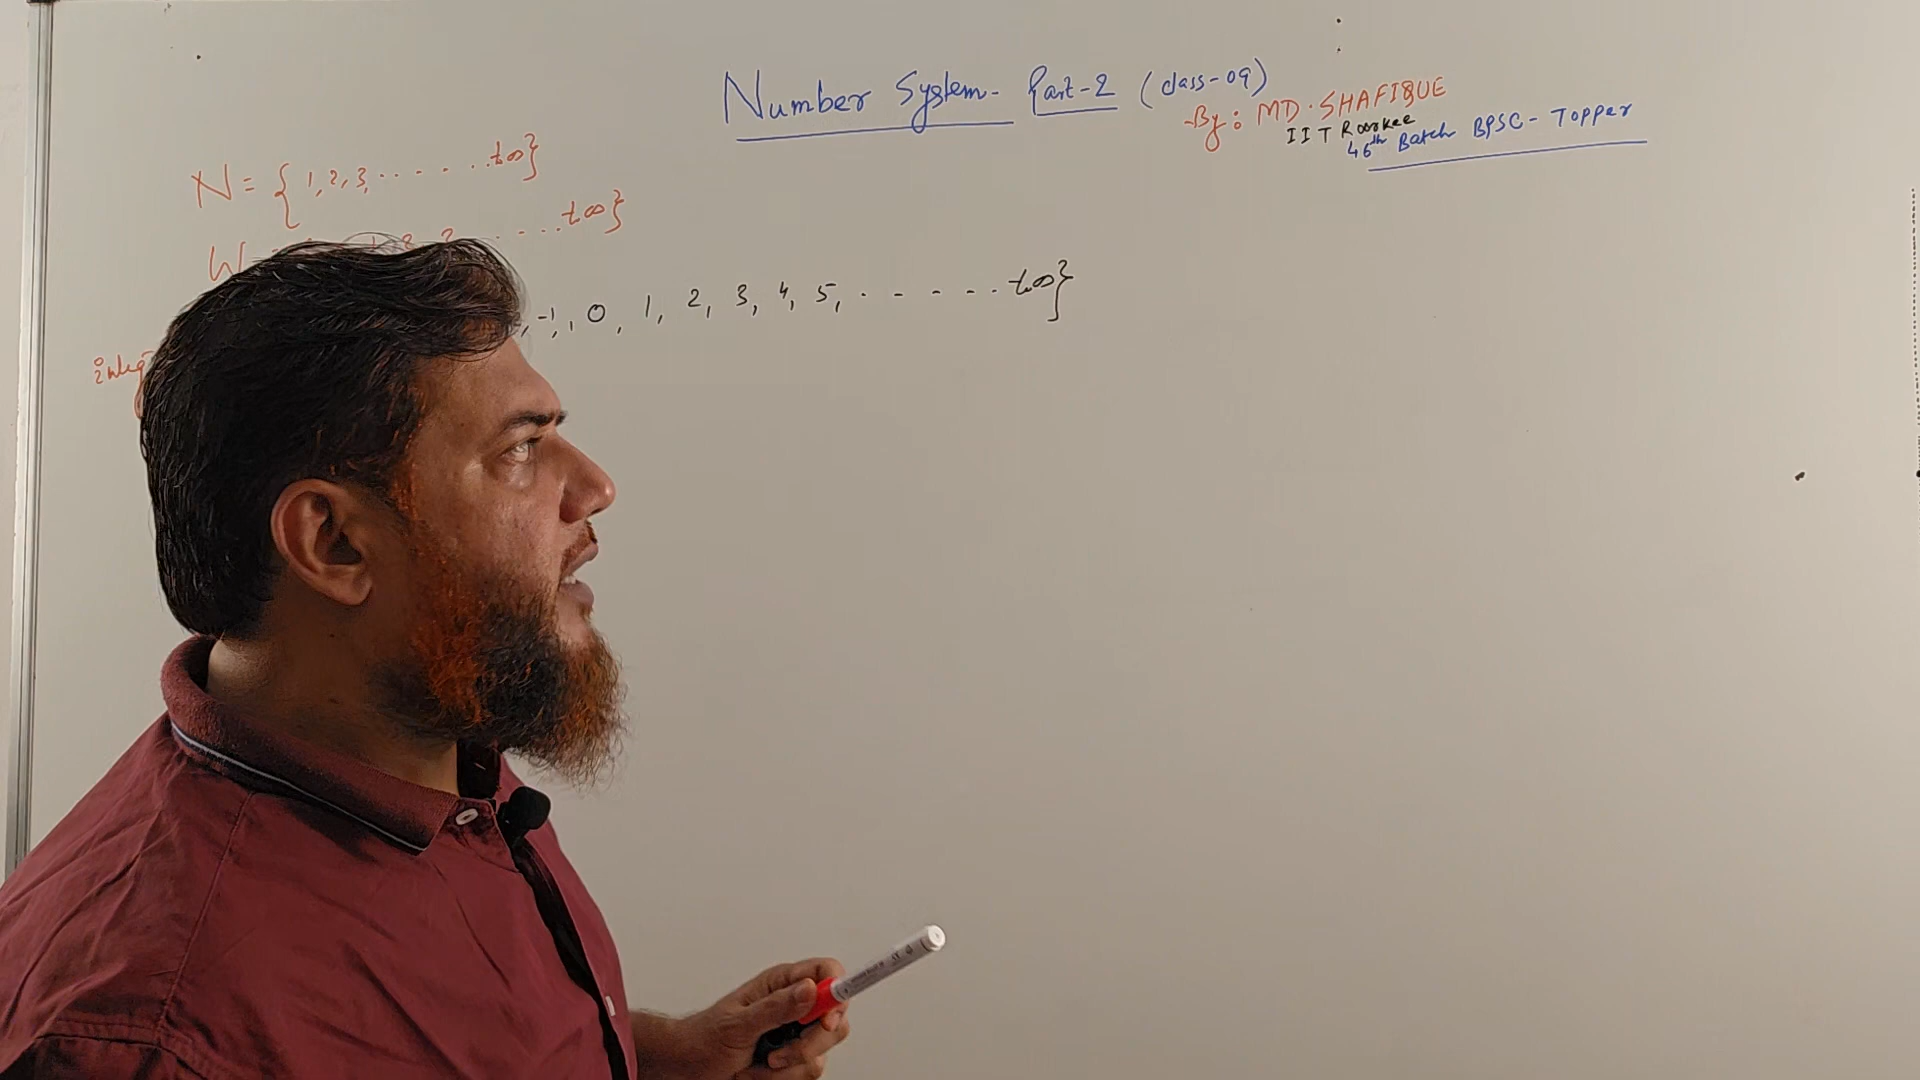 Number System - Part-2 (class-09)
-By: MD. SHAFIQUE
IIT Roorkee
46th Batch BPSC - Topper
N = { 1, 2, 3, ...... to ∞}
W ...... to ∞}
, -1, 0, 1, 2, 3, 4, 5, ...... to ∞}